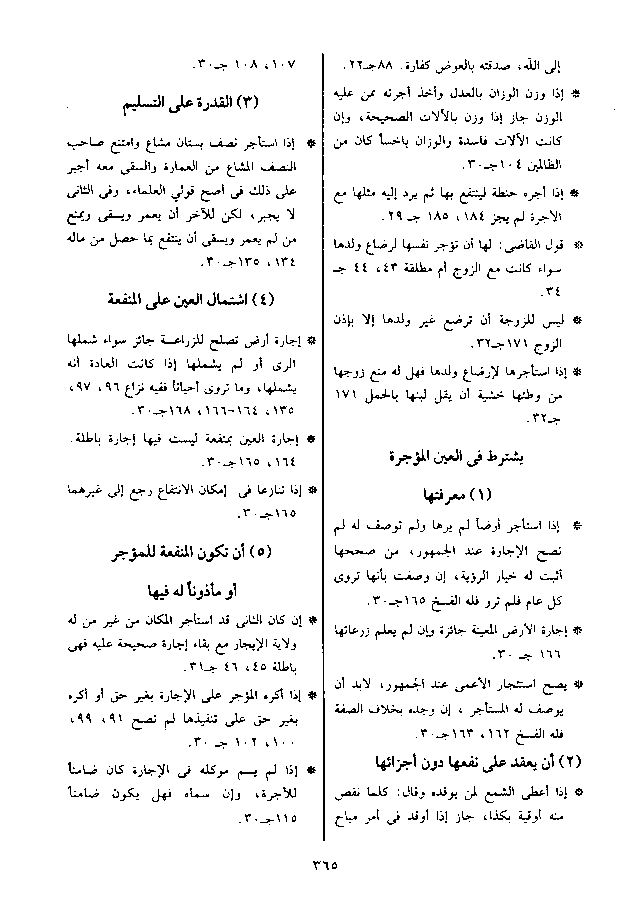 إلى الله، صدقته بالعوض كفارة. ٨٨جـ٢٢.
* إذا وزن الوزان بالعدل وأخذ أجرته ممن عليه
الوزن جاز إذا وزن بالآلات الصحيحة، وإن
كانت الآلات فاسدة والوزان باخساً كان من
الظالمين ١٠٤جـ٣٠.
* إذا أجره حنطة لينتفع بها ثم يرد إليه مثلها مع
الأجرة لم يجز ١٨٤، ١٨٥ جـ ٢٩.
* قول القاضى: لها أن تؤجر نفسها لرضاع ولدها
سواء كانت مع الزوج أم مطلقة ٤٣، ٤٤ جـ
٣٤.
* ليس للزوجة أن ترضع غير ولدها إلا بإذن
الزوج ١٧١جـ٣٢.
* إذا استأجرها لإرضاع ولدها فهل له منع زوجها
من وطئها خشية أن يقل لبنها بالحمل ١٧١
جـ٣٢.
يشترط فى العين المؤجرة
(١) معرفتها
* إذا استأجر أرضاً لم يرها ولم توصف له لم
تصح الإجارة عند الجمهور، من صححها
أثبت له خيار الرؤية، إن وصفت بأنها تروى
كل عام فلم ترو فله الفسخ ١٦٥جـ٣٠.
* إجارة الأرض المعينة جائزة وإن لم يعلم زرعاتها
١٦٦ جـ ٣٠.
* يصح استئجار الأعمى عند الجمهور، لابد أن
يوصف له المستأجر ، إن وجده بخلاف الصفة
فله الفسخ ١٦٢، ١٦٣جـ٣٠.
(٢) أن يعقد على نفعها دون أجزائها
* إذا أعطى الشمع لمن يوقده وقال: كلما نقص
منه أوقية بكذا، جاز إذا أوقد فى أمر مباح
١٠٧، ١٠٨ جـ٣٠.
(٣) القدرة على التسليم
* إذا استأجر نصف بستان مشاع وامتنع صاحب
النصف المشاع من العمارة والسقى معه أجبر
على ذلك فى أصح قولي العلماء، وفى الثانى
لا يجبر، لكن للآخر أن يعمر ويسقى ويمنع
من لم يعمر ويسقى أن ينتفع بما حصل من ماله
١٣٤، ١٣٥جـ٣٠.
(٤) اشتمال العين على المنفعة
* إجارة أرض تصلح للزراعة جائز سواء شملها
الرى أو لم يشملها إذا كانت العادة أنه
يشملها، وما تروى أحياناً ففيه نزاع ٩٦، ٩٧،
١٣٥، ١٦٤-١٦٦، ١٦٨جـ٣٠.
* إجارة العين بمنفعة ليست فيها إجارة باطلة.
١٦٤، ١٦٥جـ٣٠.
* إذا تنازعا فى إمكان الانتفاع رجع إلى غيرهما
١٦٥جـ٣٠.
(٥) أن تكون المنفعة للمؤجر
أو مأذوناً له فيها
* إن كان الثانى قد استأجر المكان من غير من له
ولاية الإيجار مع بقاء إجارة صحيحة عليه فهى
باطلة ٤٥، ٤٦ جـ٣١.
* إذا أكره المؤجر على الإجارة بغير حق أو أكره
بغير حق على تنفيذها لم تصح ٩١، ٩٩،
١٠٠، ١٠٢ جـ ٣٠.
* إذا لم يسم موكله فى الإجارة كان ضامناً
للأجرة، وإن سماه فهل يكون ضامناً
١١٥جـ٣٠.
٣٦٥